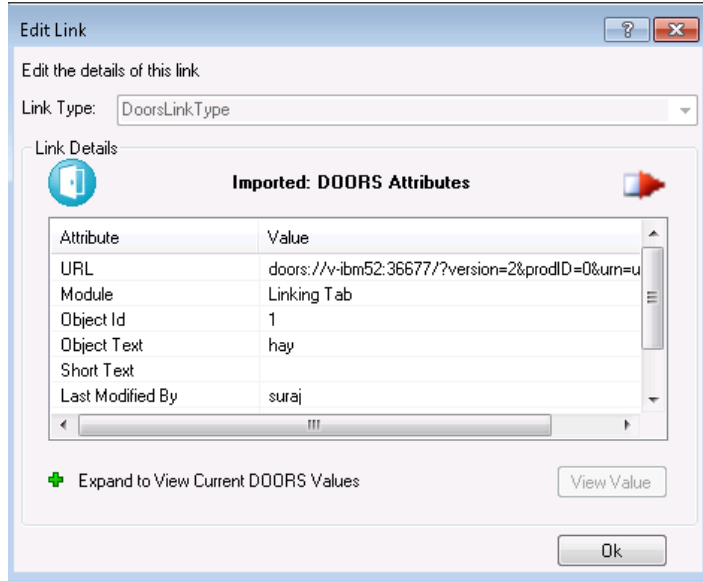 Edit Link
?
Edit the details of this link
Link Type: DoorsLinkType
Link Details
Imported: DOORS Attributes
Attribute Value
URL doors://v-ibm52:36677/?version=2&prodID=0&urn=u
Module Linking Tab
Object Id 1
Object Text hay
Short Text
Last Modified By suraj
Expand to View Current DOORS Values View Value
Ok